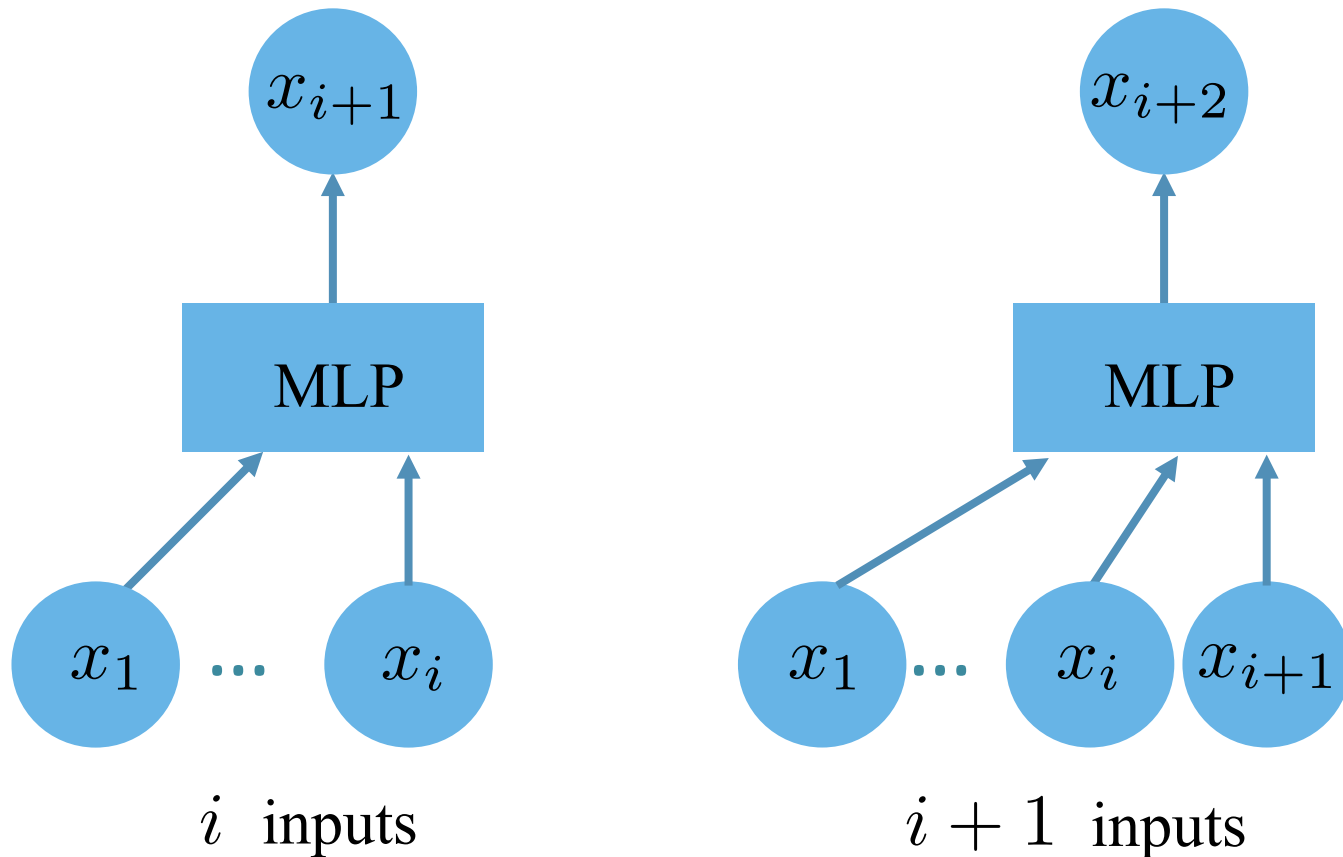 x_{i+1} x_{i+2}
MLP MLP
x_1 ... x_i x_1 ... x_i x_{i+1}
i inputs i + 1 inputs